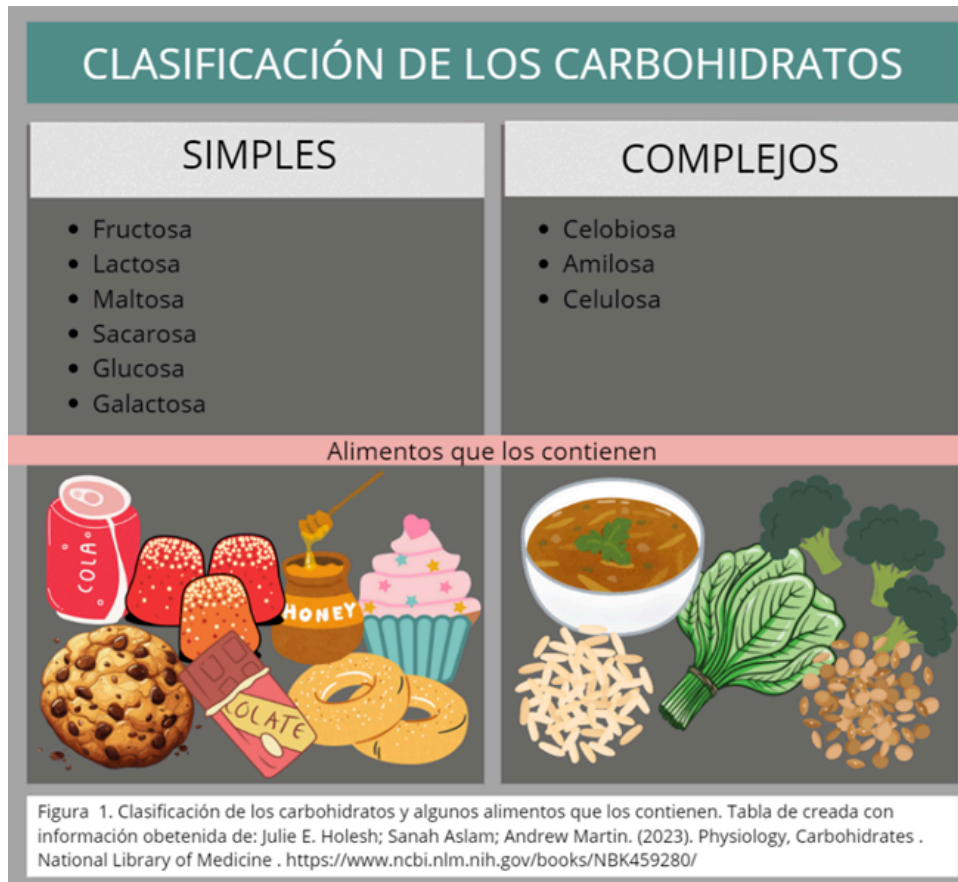 CLASIFICACIÓN DE LOS CARBOHIDRATOS
SIMPLES
• Fructosa
• Lactosa
• Maltosa
• Sacarosa
• Glucosa
• Galactosa
COMPLEJOS
• Celobiosa
• Amilosa
• Celulosa
Alimentos que los contienen
COLA
HONEY
COLATE
Figura 1. Clasificación de los carbohidratos y algunos alimentos que los contienen. Tabla de creada con
información obetenida de: Julie E. Holesh; Sanah Aslam; Andrew Martin. (2023). Physiology, Carbohidrates .
National Library of Medicine . https://www.ncbi.nlm.nih.gov/books/NBK459280/